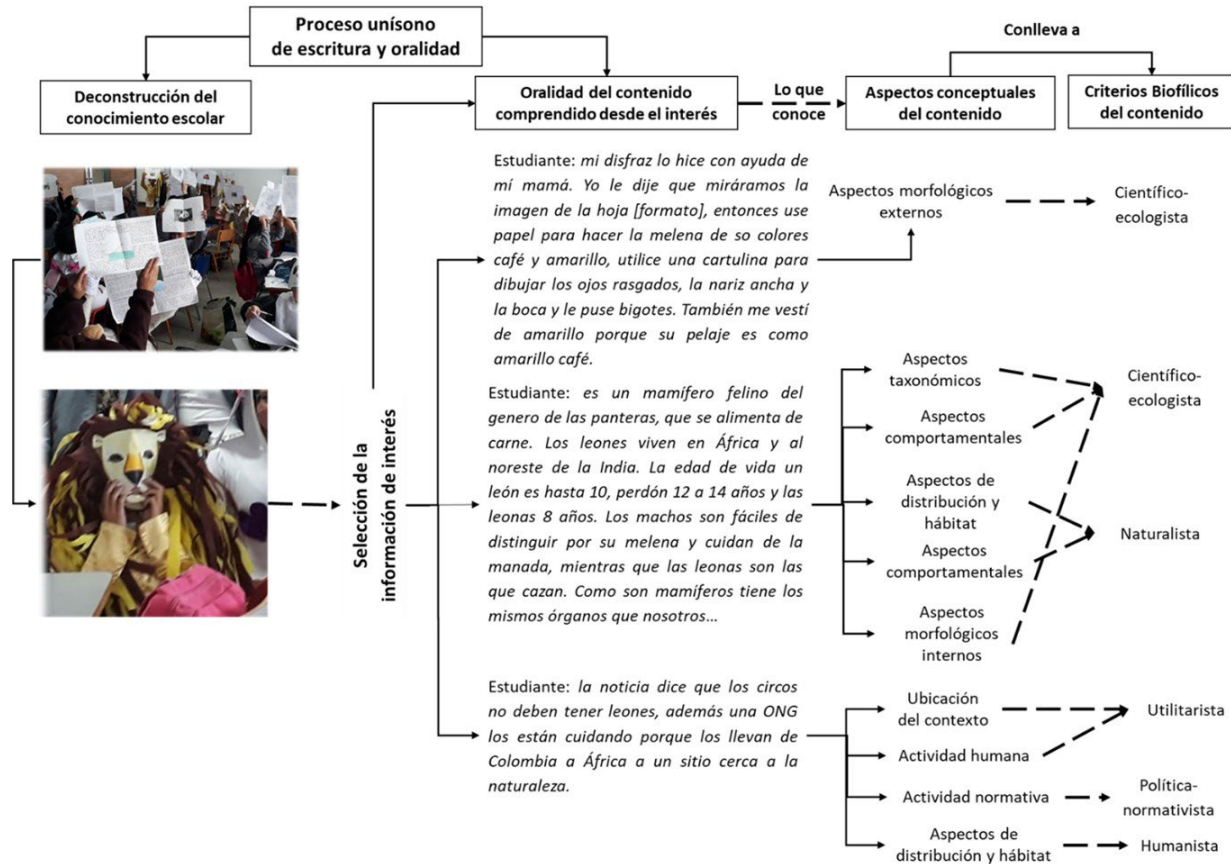 Proceso unísono
de escritura y oralidad
Conlleva a
Deconstrucción del
conocimiento escolar
Oralidad del contenido
comprendido desde el interés
Lo que
conoce
Aspectos conceptuales
del contenido
Criterios Biofílicos
del contenido
Selección de la
información de interés
Estudiante: mi disfraz lo hice con ayuda de
mí mamá. Yo le dije que miráramos la
imagen de la hoja [formato], entonces use
papel para hacer la melena de so colores
café y amarillo, utilice una cartulina para
dibujar los ojos rasgados, la nariz ancha y
la boca y le puse bigotes. También me vestí
de amarillo porque su pelaje es como
amarillo café.
Aspectos morfológicos
externos
Científico-
ecologista
Estudiante: es un mamífero felino del
genero de las panteras, que se alimenta de
carne. Los leones viven en África y al
noreste de la India. La edad de vida un
león es hasta 10, perdón 12 a 14 años y las
leonas 8 años. Los machos son fáciles de
distinguir por su melena y cuidan de la
manada, mientras que las leonas son las
que cazan. Como son mamíferos tiene los
mismos órganos que nosotros…
Aspectos
taxonómicos
Aspectos
comportamentales
Aspectos de
distribución y
hábitat
Aspectos
comportamentales
Aspectos
morfológicos
internos
Científico-
ecologista
Naturalista
Estudiante: la noticia dice que los circos
no deben tener leones, además una ONG
los están cuidando porque los llevan de
Colombia a África a un sitio cerca a la
naturaleza.
Ubicación
del contexto
Actividad humana
Actividad normativa
Aspectos de
distribución y hábitat
Utilitarista
Política-
normativista
Humanista